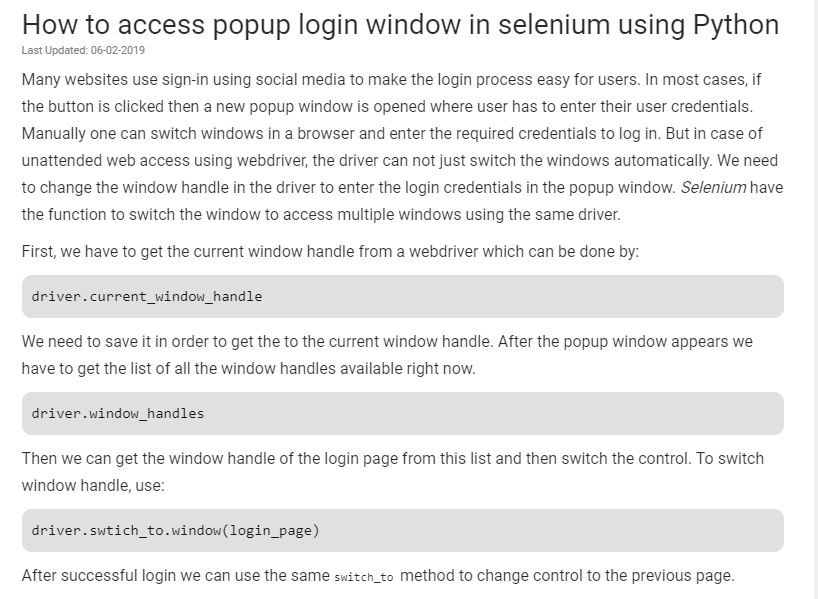 How to access popup login window in selenium using Python
Last Updated: 06-02-2019
Many websites use sign-in using social media to make the login process easy for users. In most cases, if
the button is clicked then a new popup window is opened where user has to enter their user credentials.
Manually one can switch windows in a browser and enter the required credentials to log in. But in case of
unattended web access using webdriver, the driver can not just switch the windows automatically. We need
to change the window handle in the driver to enter the login credentials in the popup window. Selenium have
the function to switch the window to access multiple windows using the same driver.
First, we have to get the current window handle from a webdriver which can be done by:
driver.current_window_handle
We need to save it in order to get the to the current window handle. After the popup window appears we
have to get the list of all the window handles available right now.
driver.window_handles
Then we can get the window handle of the login page from this list and then switch the control. To switch
window handle, use:
driver.swtich_to.window(login_page)
After successful login we can use the same switch_to method to change control to the previous page.